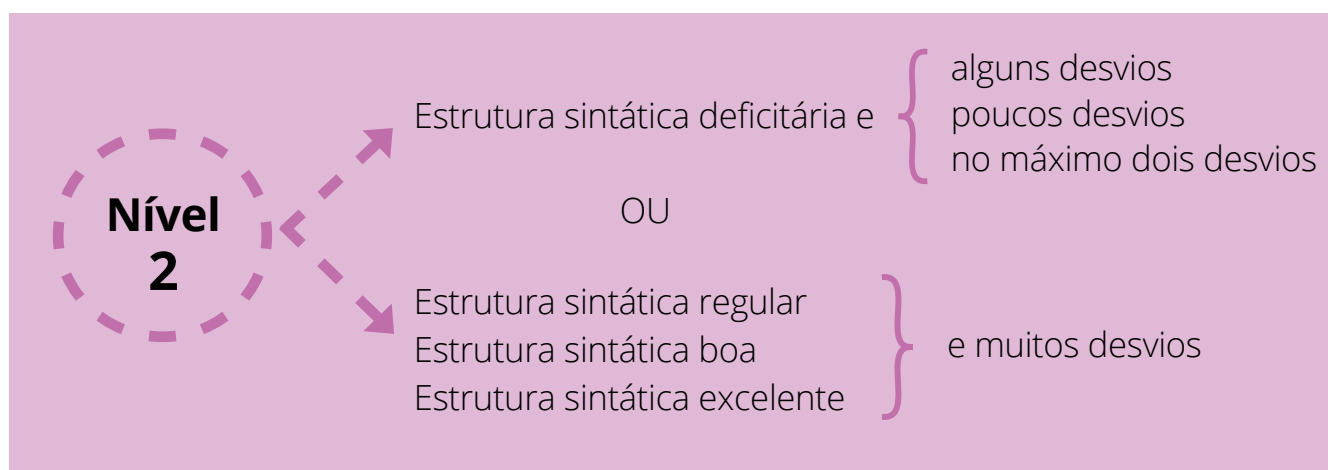 Nível
2
Estrutura sintática deficitária e
alguns desvios
poucos desvios
no máximo dois desvios
OU
Estrutura sintática regular
Estrutura sintática boa
Estrutura sintática excelente
e muitos desvios